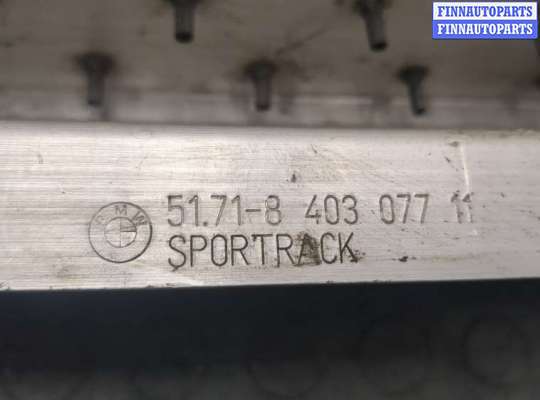 FINNAUTOPARTS
FINNAUTOPARTS
BMW
51.71-8 403 077 11
SPORTRACK